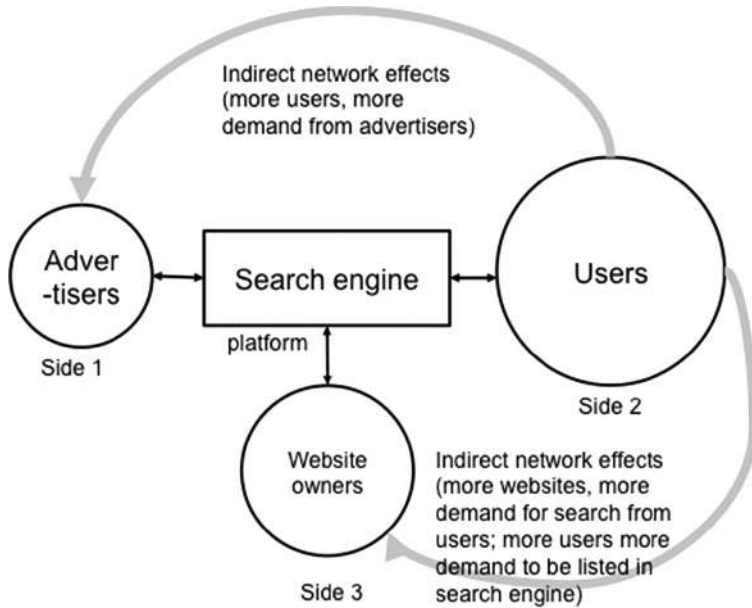 Indirect network effects
(more users, more
demand from advertisers)
Adver
-tisers
Search engine
Users
platform
Side 1
Side 2
Website
owners
Indirect network effects
(more websites, more
demand for search from
users; more users more
demand to be listed in
search engine)
Side 3